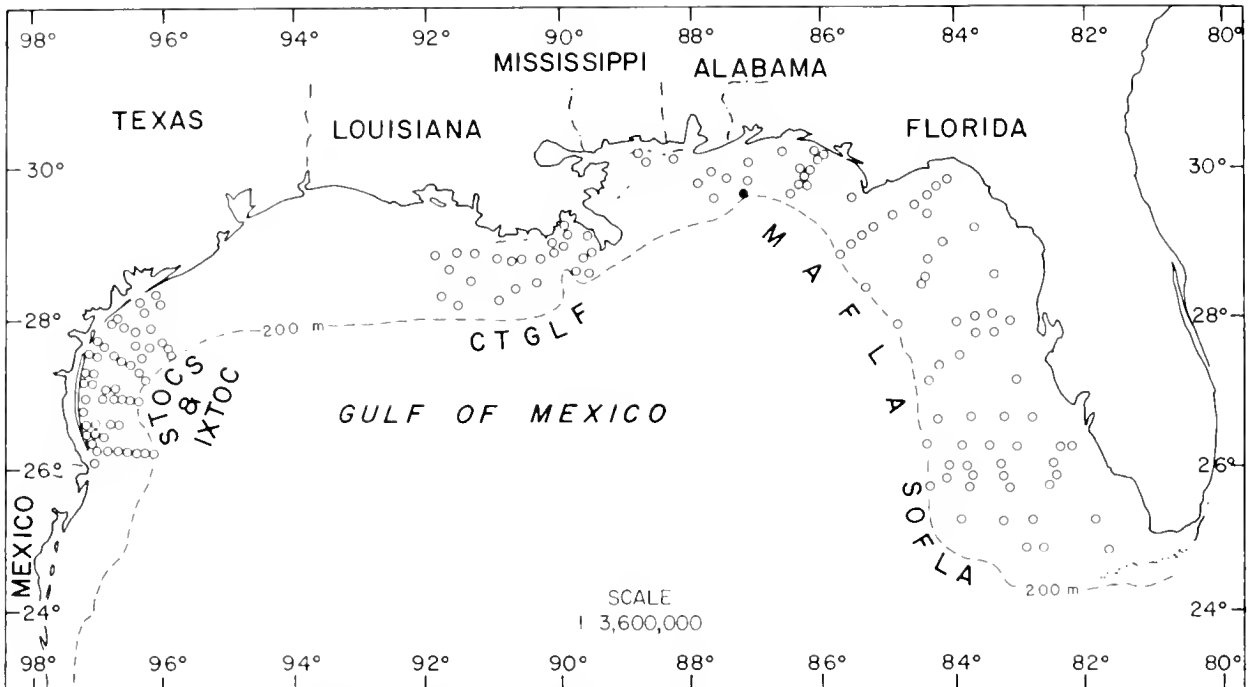 98° 96° 94° 92° 90° 88° 86° 84° 82° 80°
MISSISSIPPI
ALABAMA
TEXAS
LOUISIANA
FLORIDA
30°
30°
28°
28°
200 m
CTGLF
MAFLA
STOCS
&
IXTOC
GULF OF MEXICO
26°
26°
SOFLA
MEXICO
200 m
SCALE
1 3,600,000
24°
24°
98° 96° 94° 92° 90° 88° 86° 84° 82° 80°